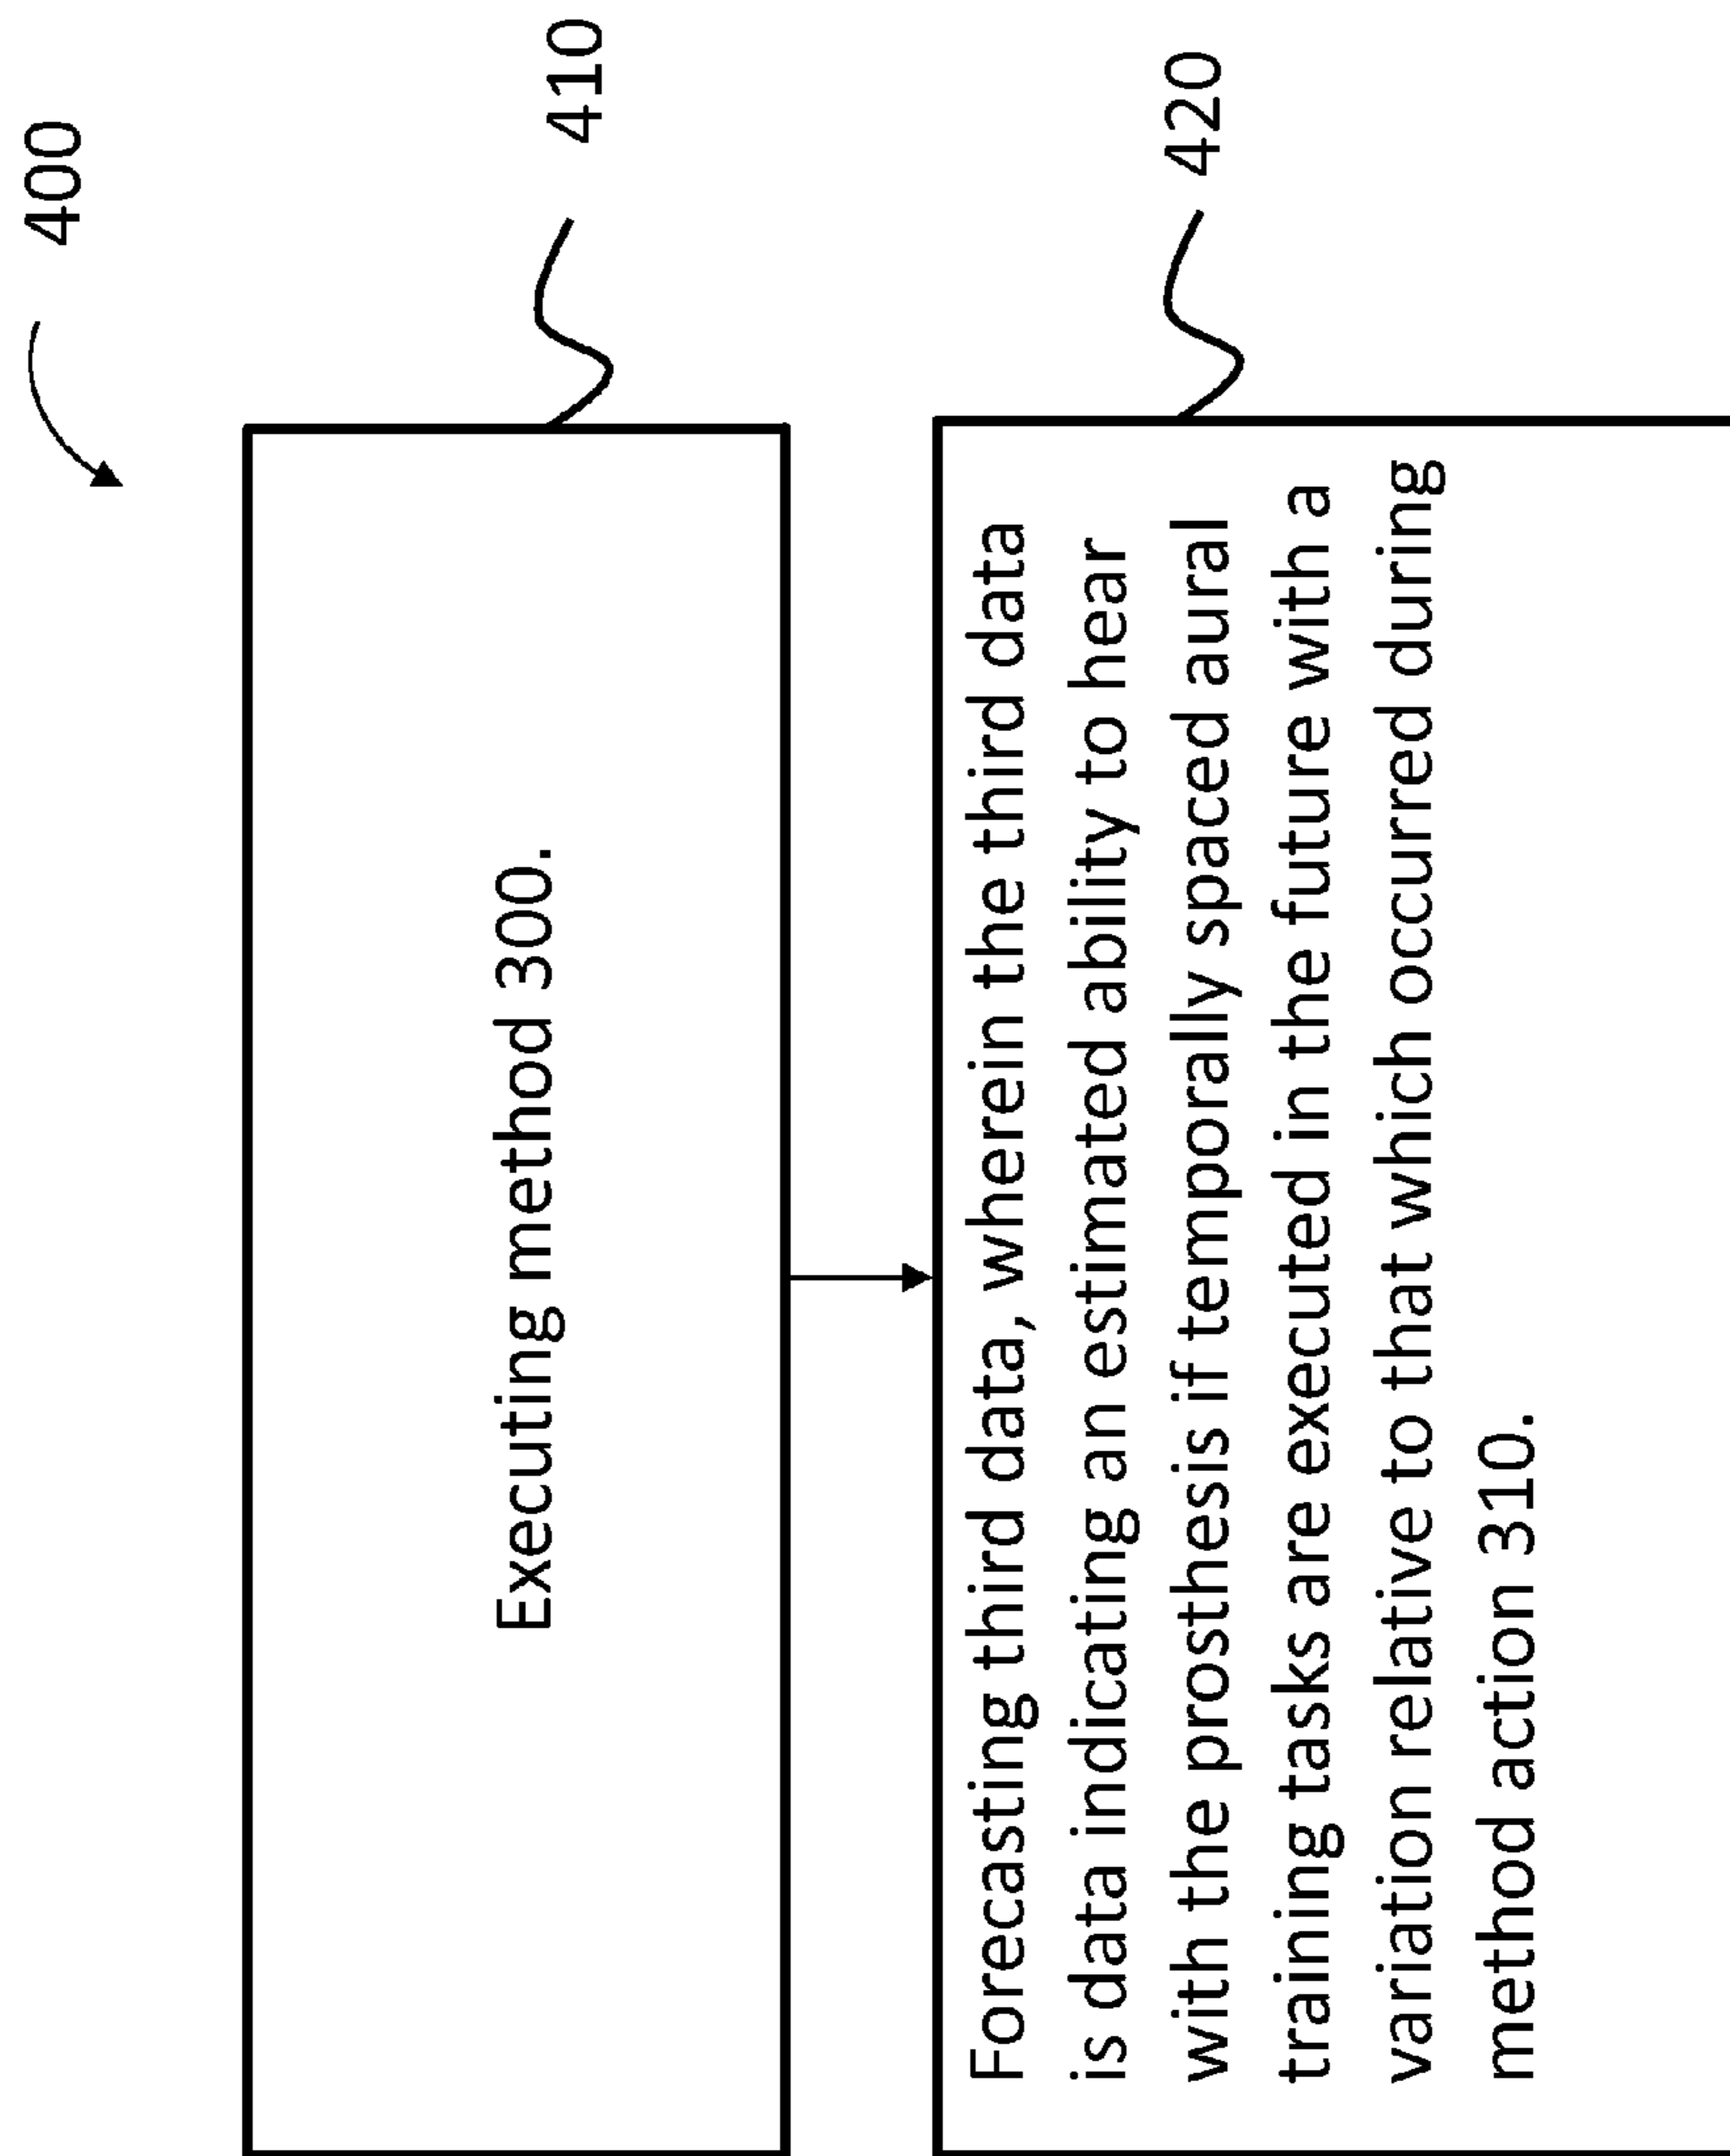 400
410
Executing method 300.
420
Forecasting third data, wherein the third data
is data indicating an estimated ability to hear
with the prosthesis if temporally spaced aural
training tasks are executed in the future with a
variation relative to that which occurred during
method action 310.